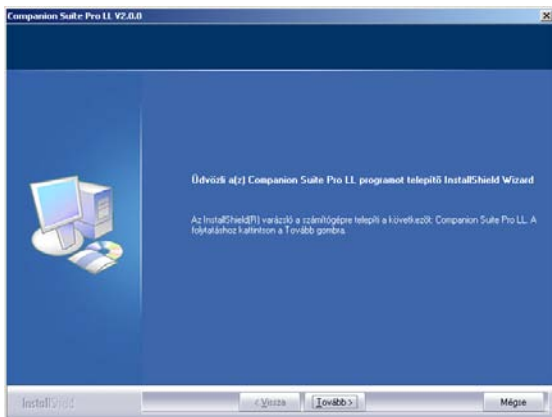 Companion Suite Pro LL V2.0.0
Üdvözli a(z) Companion Suite Pro LL programot telepítő InstallShield Wizard
Az InstallShield(R) varázsló a számítógépre telepíti a következőt: Companion Suite Pro LL. A
folytatáshoz kattintson a Tovább gombra.
InstallShield
< Vissza
Tovább >
Mégse